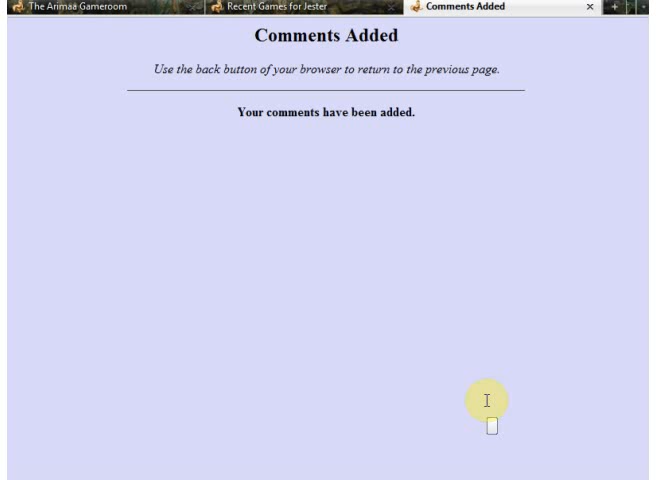 The Arimaa Gameroom
Recent Games for Jester
Comments Added
Comments Added
Use the back button of your browser to return to the previous page.
Your comments have been added.